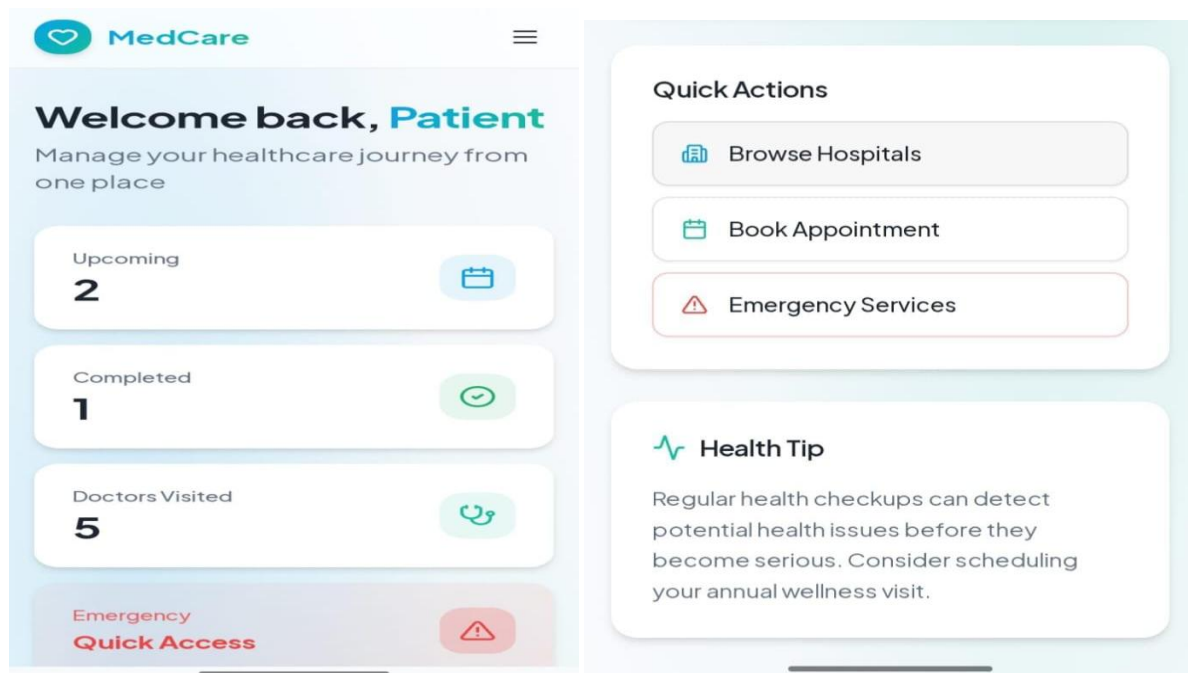 MedCare
Welcome back, Patient
Manage your healthcare journey from
one place
Upcoming
2
Completed
1
Doctors Visited
5
Emergency
Quick Access
Quick Actions
Browse Hospitals
Book Appointment
Emergency Services
Health Tip
Regular health checkups can detect
potential health issues before they
become serious. Consider scheduling
your annual wellness visit.